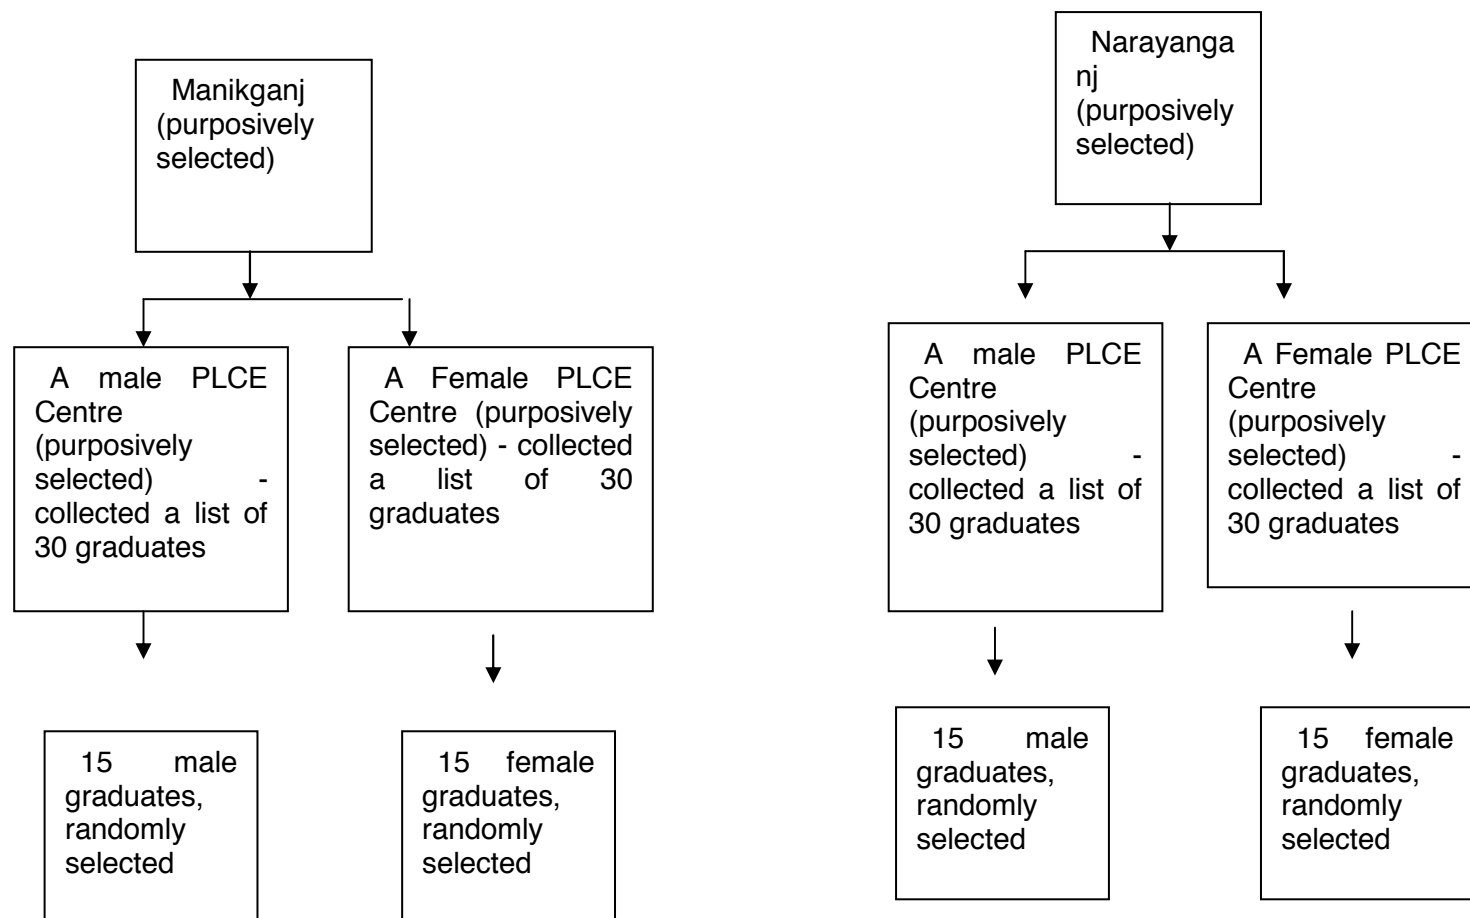 Manikganj
(purposively
selected)
Narayanga
nj
(purposively
selected)
A male PLCE
Centre
(purposively
selected) -
collected a list of
30 graduates
A Female PLCE
Centre (purposively
selected) - collected
a list of 30
graduates
A male PLCE
Centre
(purposively
selected) -
collected a list of
30 graduates
A Female PLCE
Centre
(purposively
selected) -
collected a list of
30 graduates
15 male
graduates,
randomly
selected
15 female
graduates,
randomly
selected
15 male
graduates,
randomly
selected
15 female
graduates,
randomly
selected